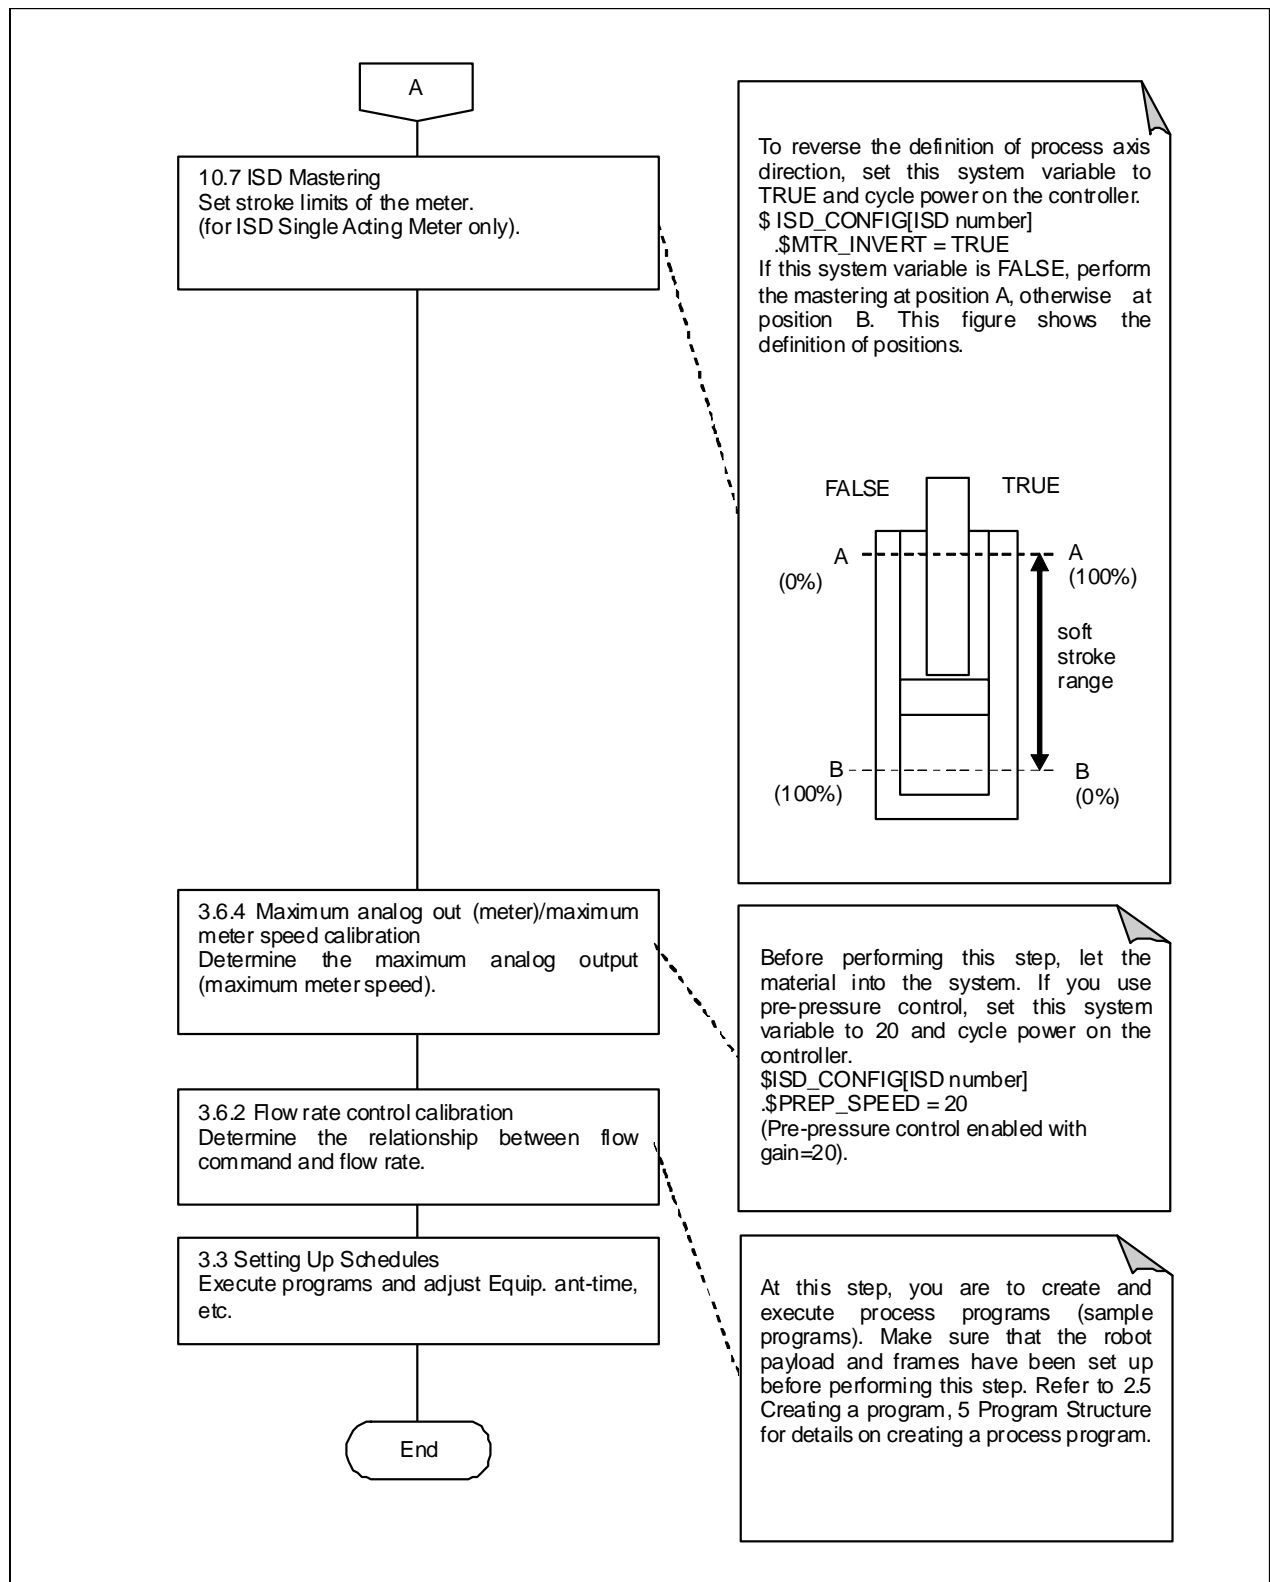 A
10.7 ISD Mastering
Set stroke limits of the meter.
(for ISD Single Acting Meter only).
To reverse the definition of process axis
direction, set this system variable to
TRUE and cycle power on the controller.
$ ISD_CONFIG[ISD number]
.$MTR_INVERT = TRUE
If this system variable is FALSE, perform
the mastering at position A, otherwise at
position B. This figure shows the
definition of positions.
FALSE
TRUE
A
(0%)
A
(100%)
soft
stroke
range
B
(100%)
B
(0%)
3.6.4 Maximum analog out (meter)/maximum
meter speed calibration
Determine the maximum analog output
(maximum meter speed).
Before performing this step, let the
material into the system. If you use
pre-pressure control, set this system
variable to 20 and cycle power on the
controller.
$ISD_CONFIG[ISD number]
.$PREP_SPEED = 20
(Pre-pressure control enabled with
gain=20).
3.6.2 Flow rate control calibration
Determine the relationship between flow
command and flow rate.
3.3 Setting Up Schedules
Execute programs and adjust Equip. ant-time,
etc.
At this step, you are to create and
execute process programs (sample
programs). Make sure that the robot
payload and frames have been set up
before performing this step. Refer to 2.5
Creating a program, 5 Program Structure
for details on creating a process program.
End